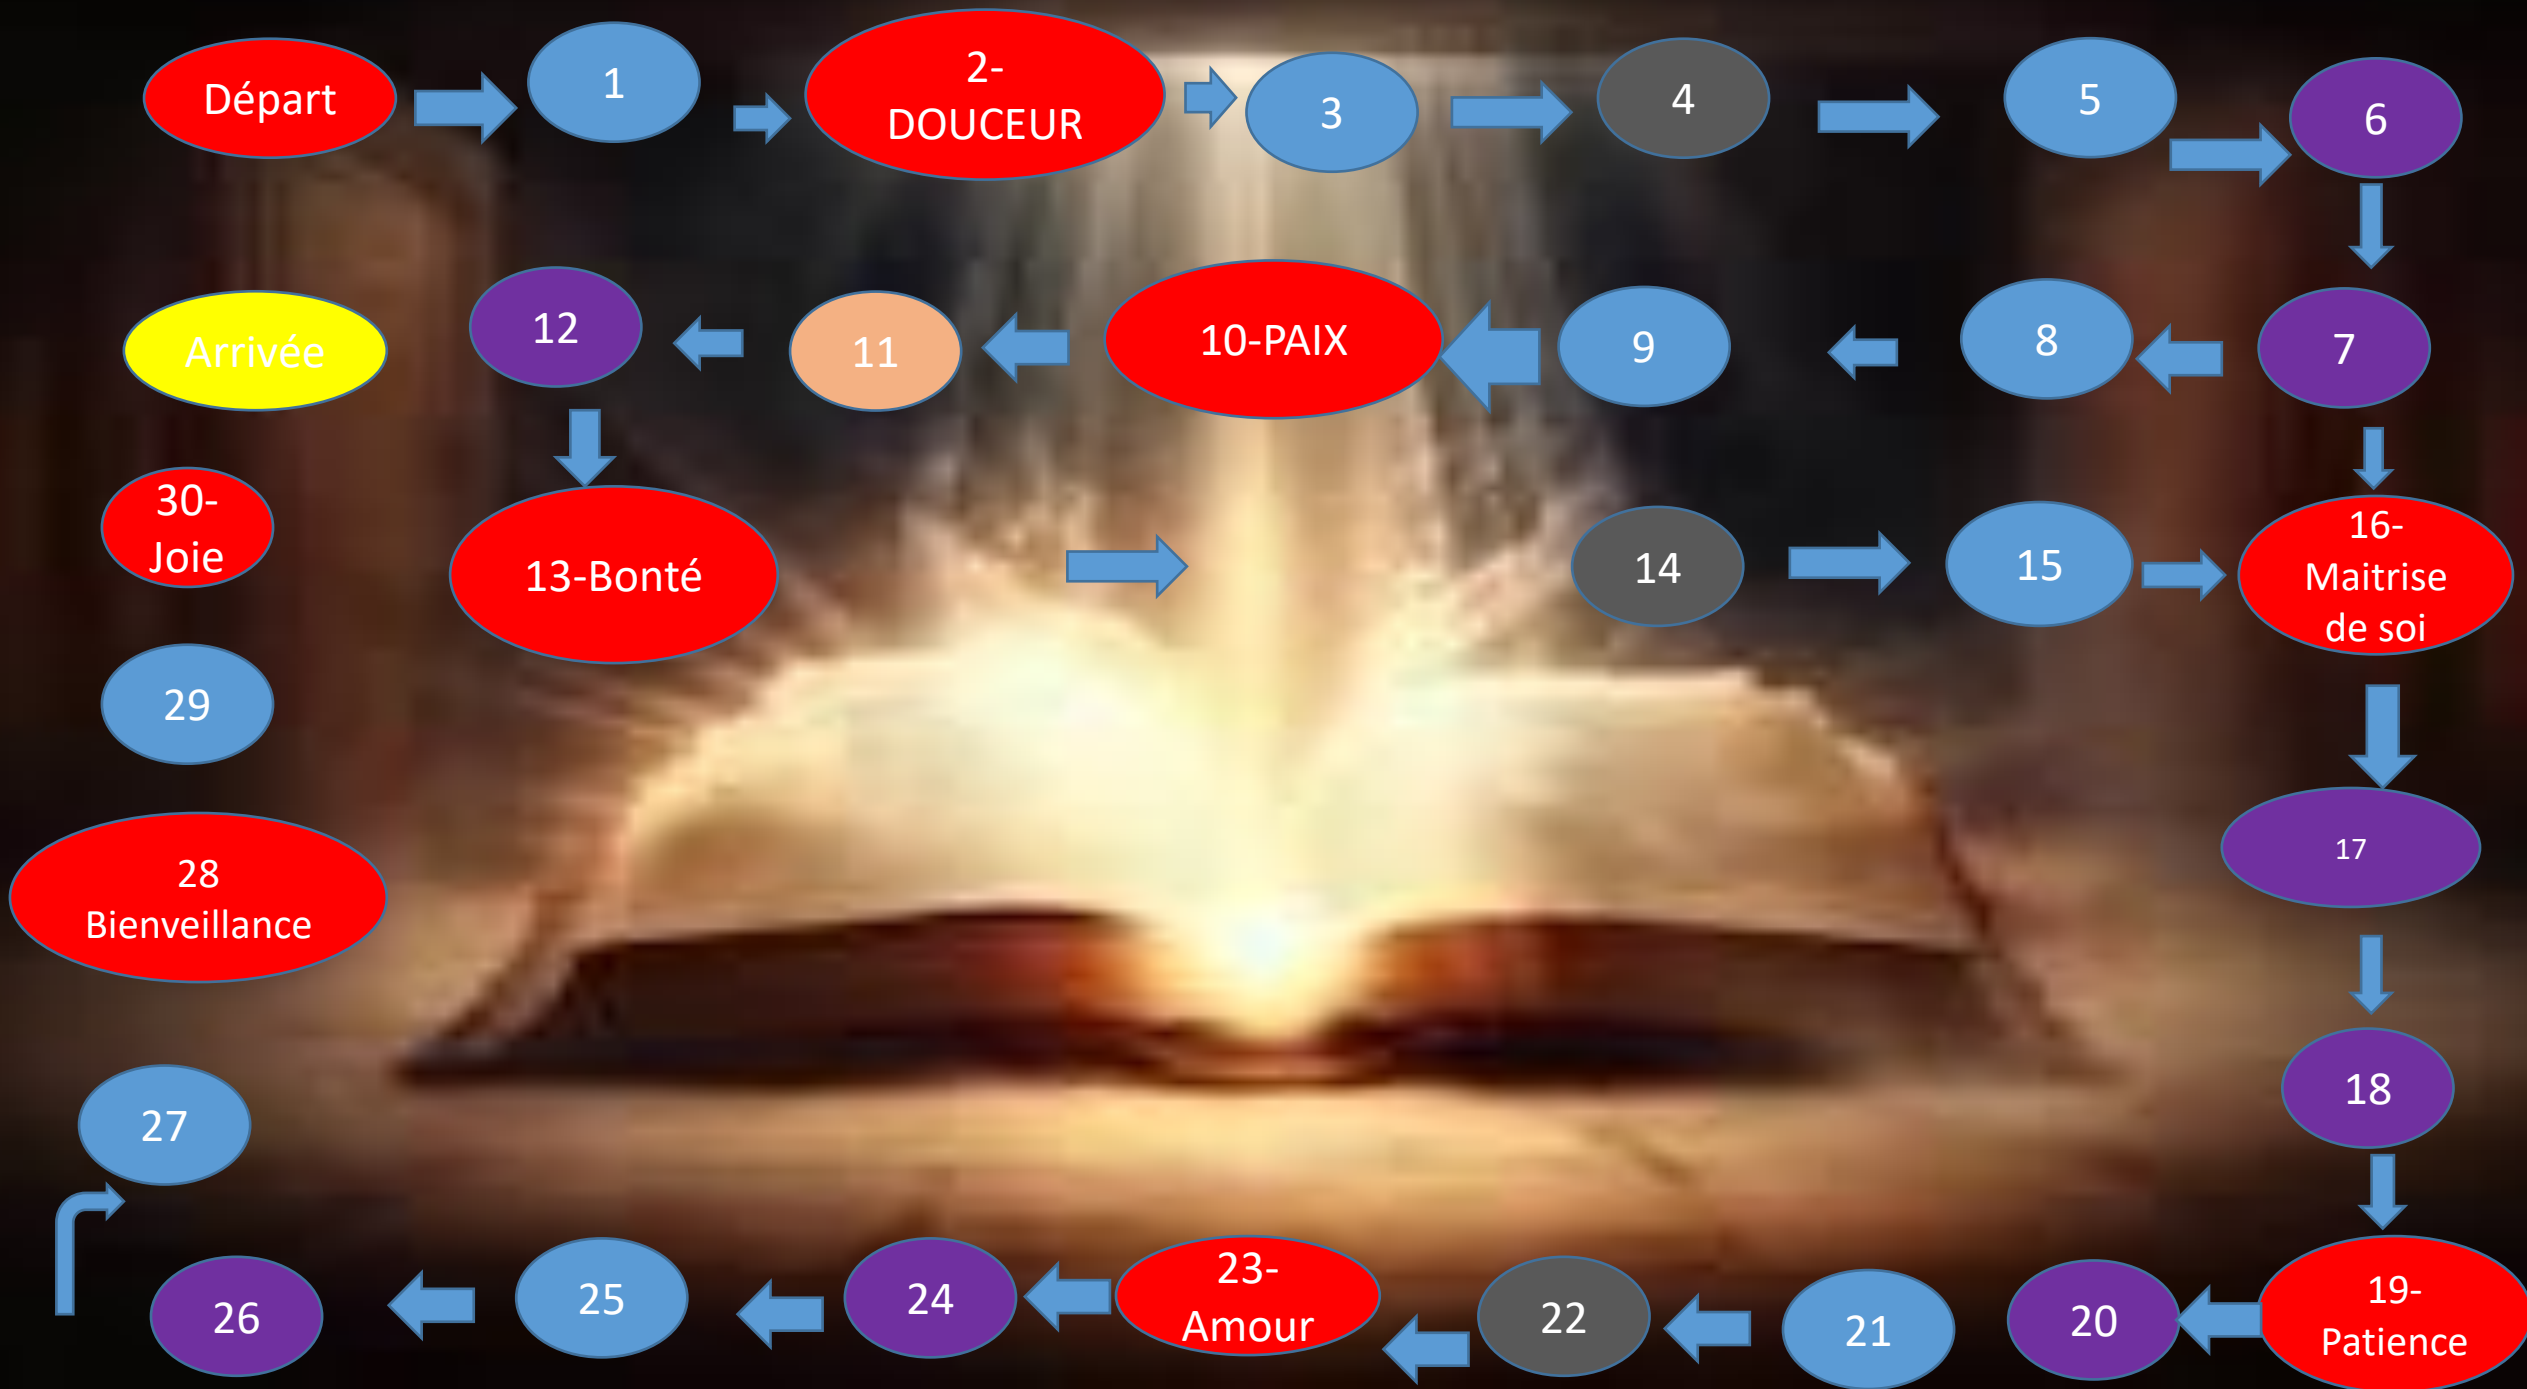 Départ
1
2-
DOUCEUR
3
4
5
6
Arrivée
12
11
10-PAIX
9
8
7
30-
Joie
13-Bonté
14
15
16-
Maitrise
de soi
29
17
28
Bienveillance
18
27
26
25
24
23-
Amour
22
21
20
19-
Patience